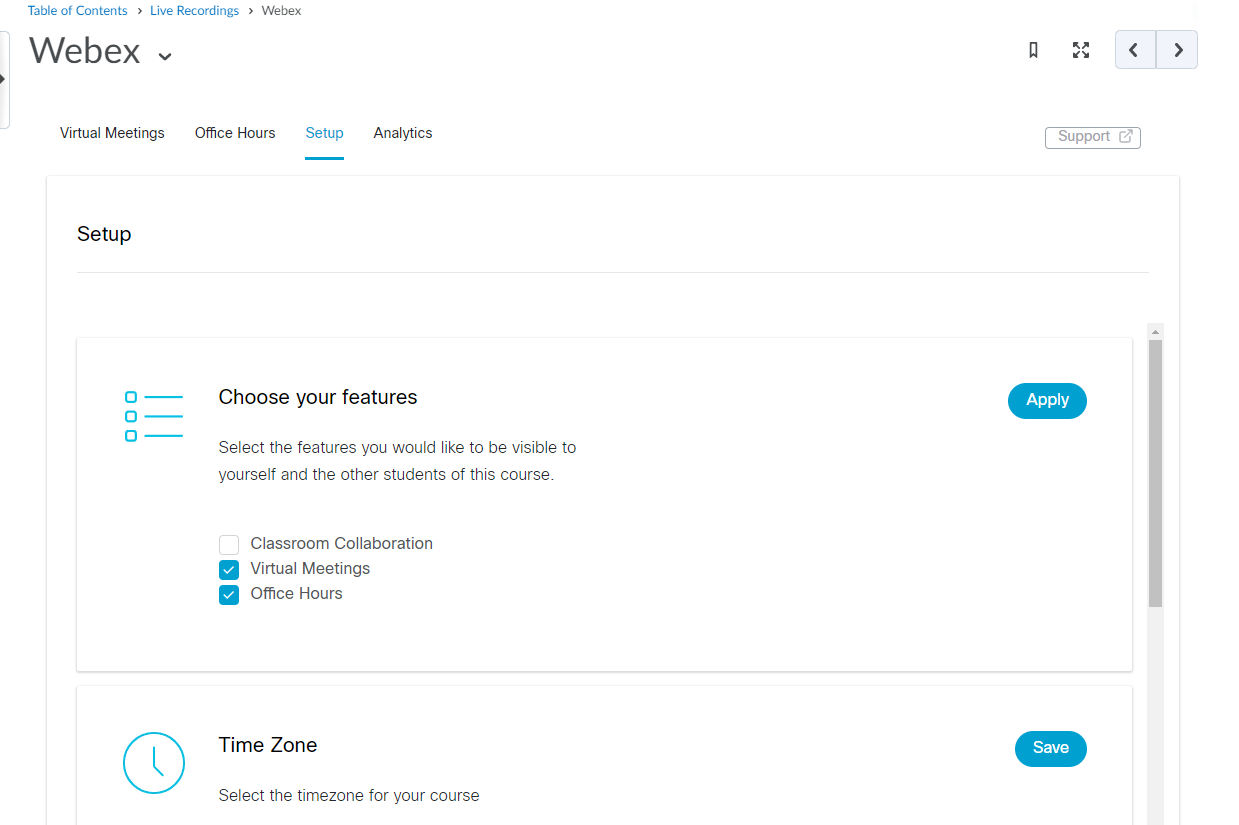 Table of Contents › Live Recordings › Webex
Webex
Virtual Meetings Office Hours Setup Analytics
Support
Setup
Choose your features
Apply
Select the features you would like to be visible to
yourself and the other students of this course.
Classroom Collaboration
Virtual Meetings
Office Hours
Time Zone
Save
Select the timezone for your course